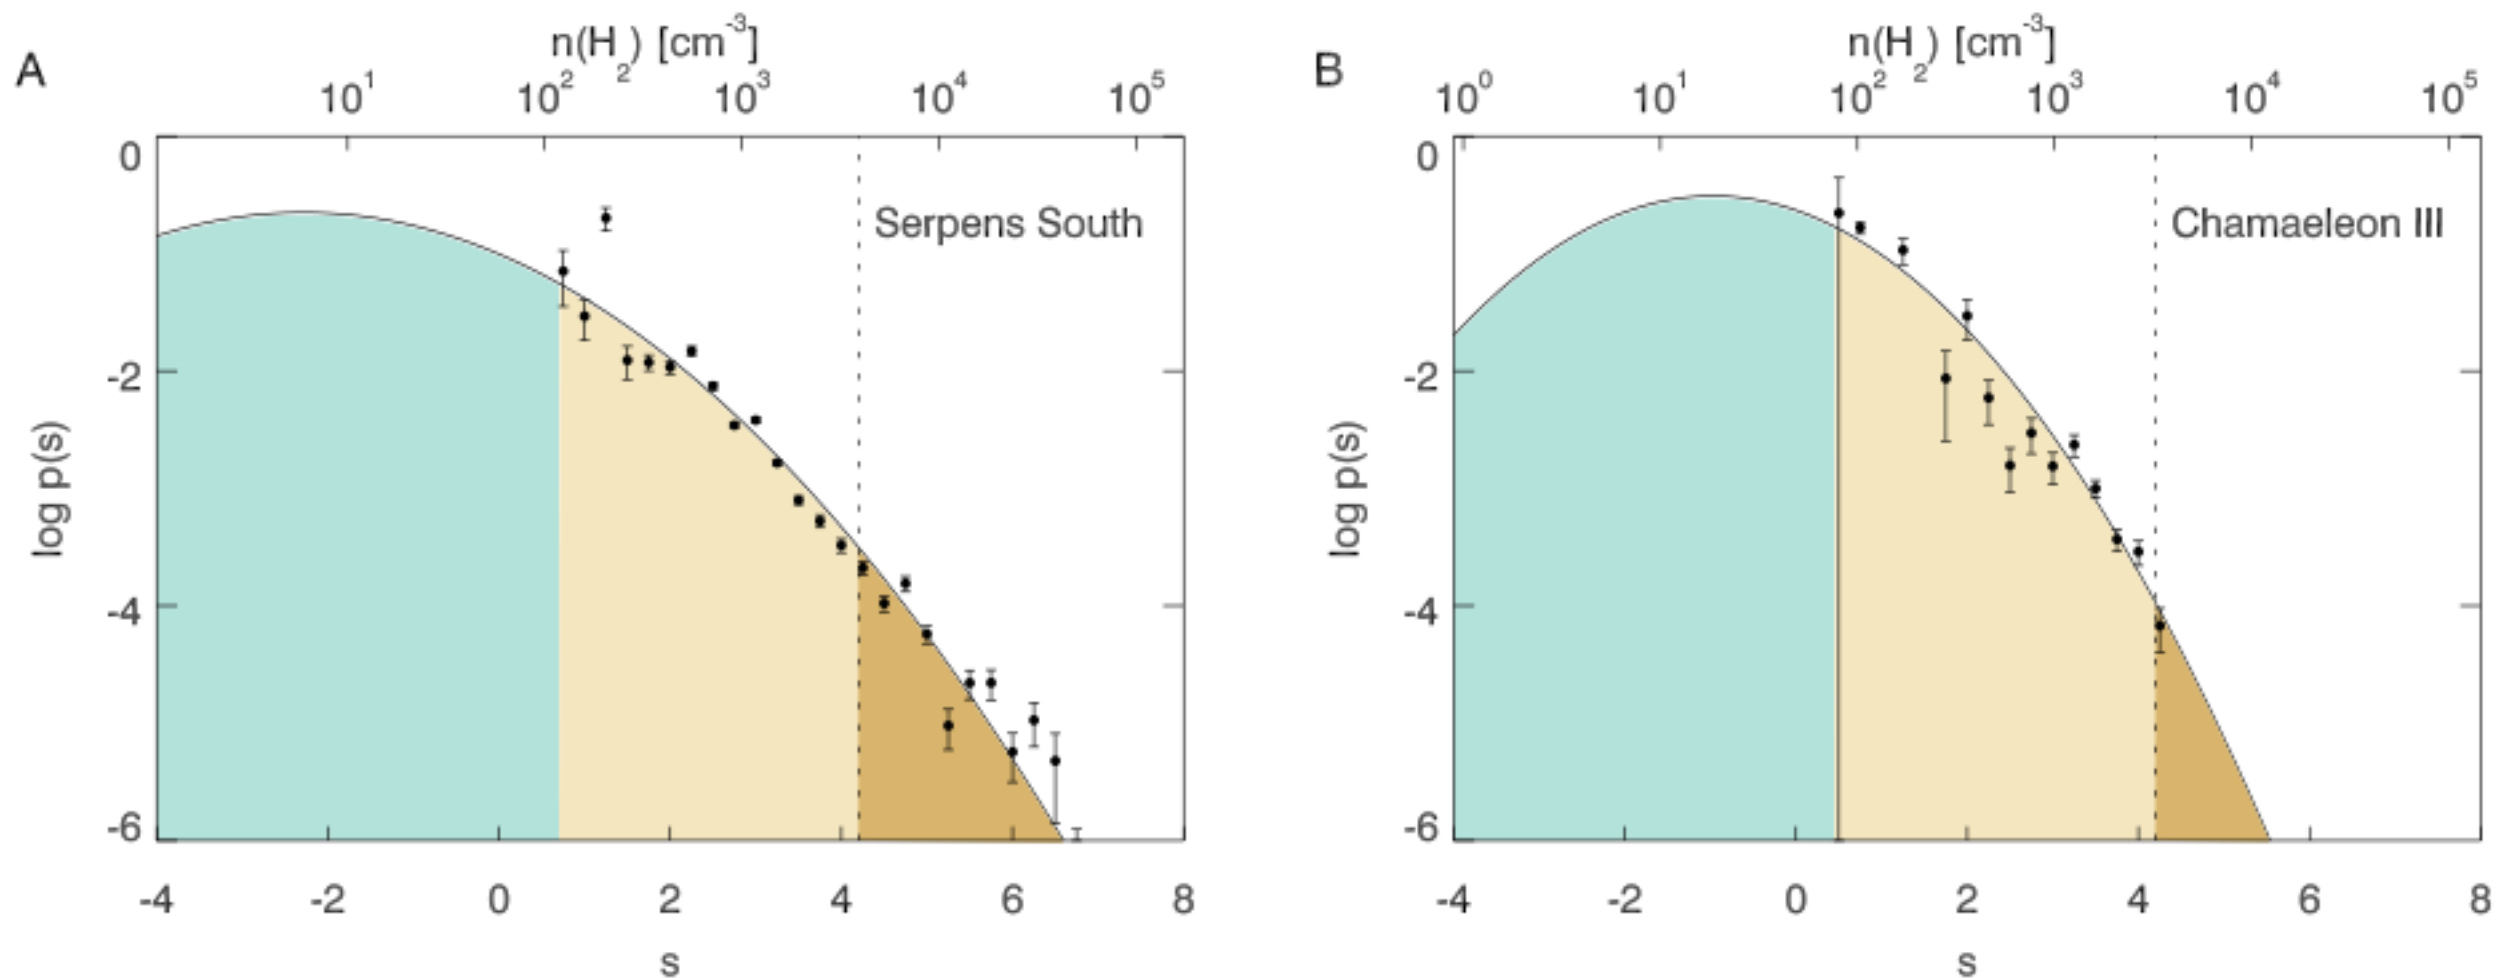 A
n(H₂) [cm⁻³]
10¹ 10² 10³ 10⁴ 10⁵
0
-2
-4
-6
log p(s)
Serpens South
-4 -2 0 2 4 6 8
s
B
n(H₂) [cm⁻³]
10⁰ 10¹ 10² 10³ 10⁴ 10⁵
0
-2
-4
-6
log p(s)
Chamaeleon III
-4 -2 0 2 4 6 8
s